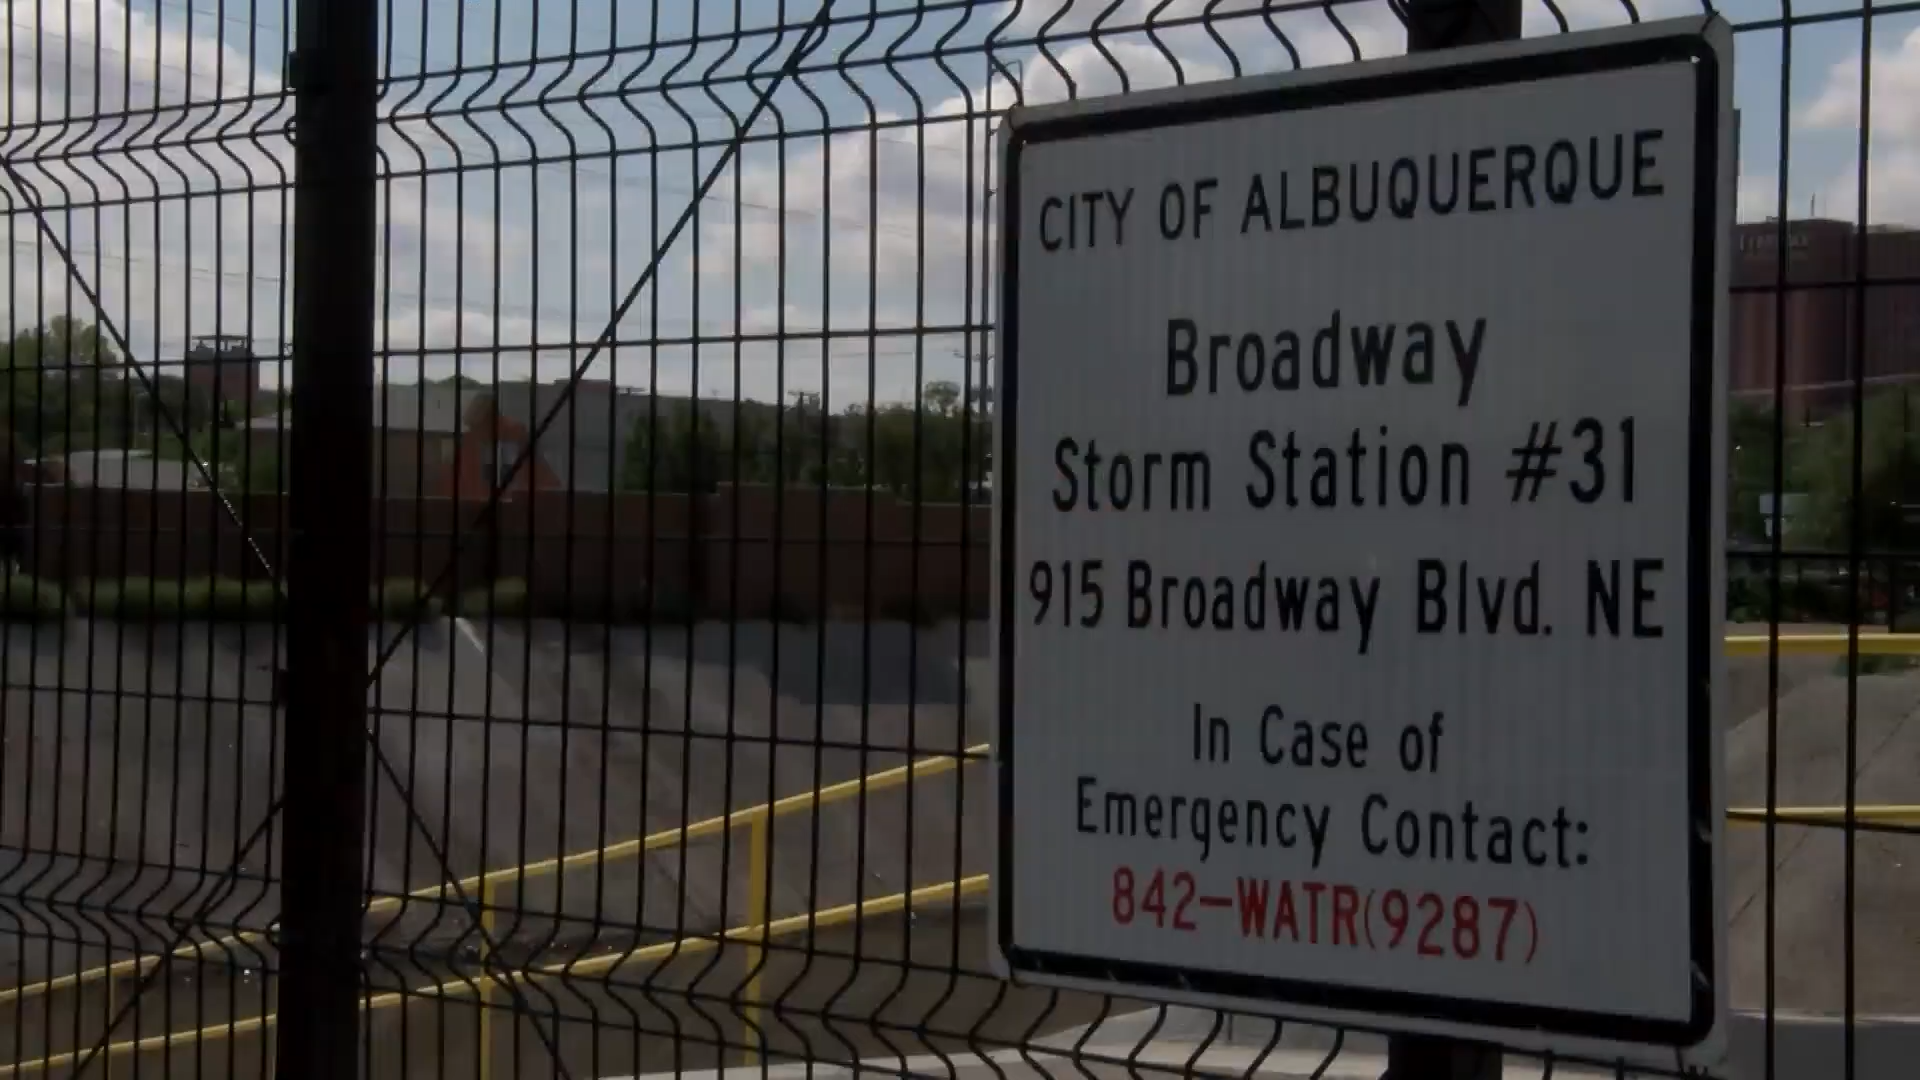 CITY OF ALBUQUERQUE
Broadway
Storm Station #31
915 Broadway Blvd. NE
In Case of
Emergency Contact:
842-WATR(9287)